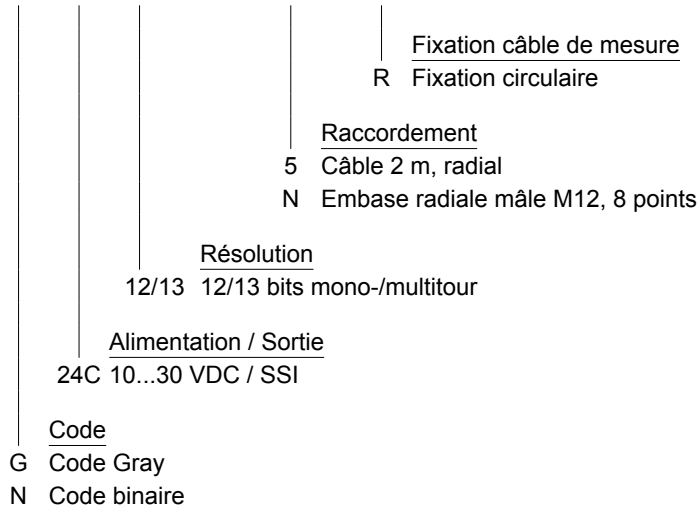 Fixation câble de mesure
R Fixation circulaire
Raccordement
5 Câble 2 m, radial
N Embase radiale mâle M12, 8 points
Résolution
12/13 12/13 bits mono-/multitour
Alimentation / Sortie
24C 10...30 VDC / SSI
Code
G Code Gray
N Code binaire